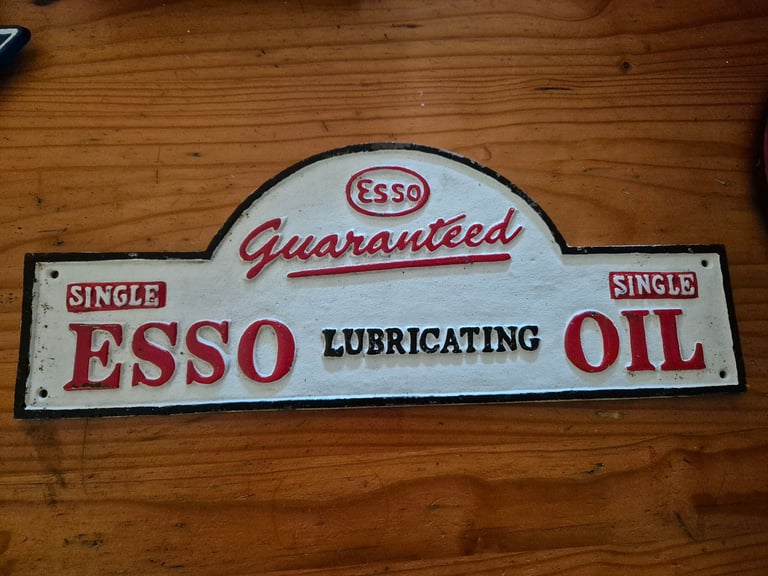 Esso
Guaranteed
SINGLE SINGLE
ESSO LUBRICATING OIL